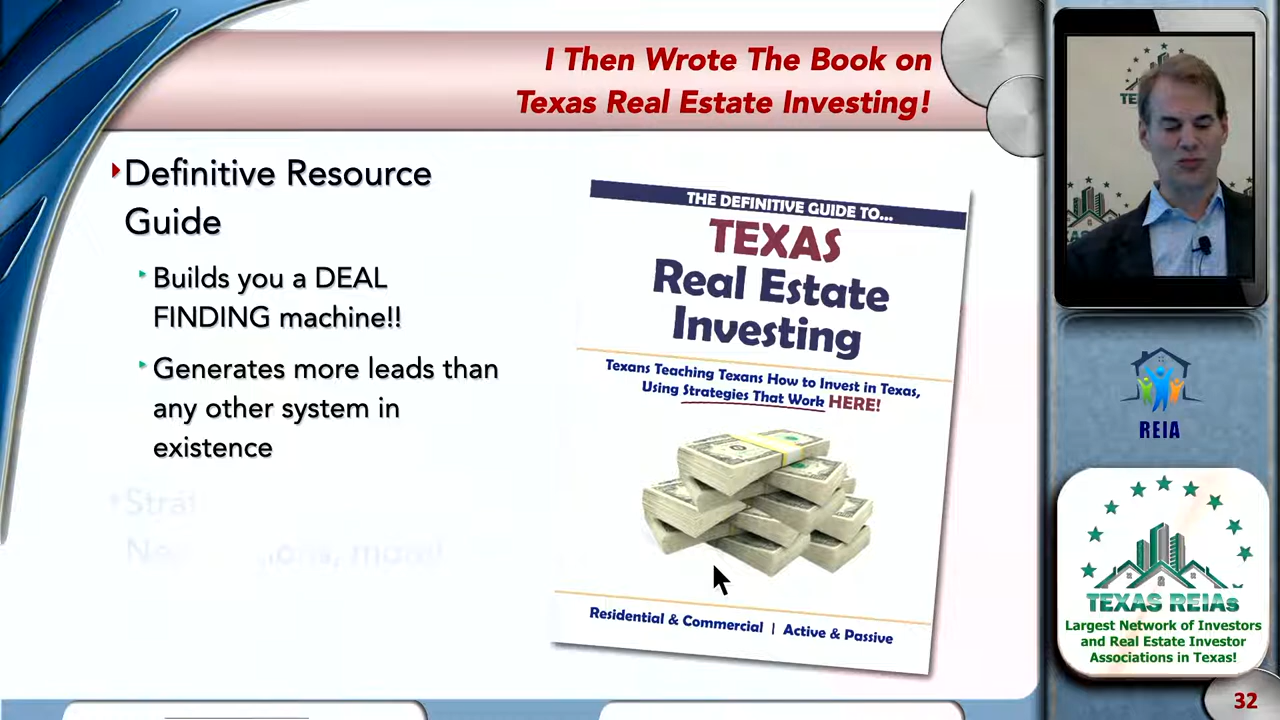 I Then Wrote The Book on
Texas Real Estate Investing!
Definitive Resource
Guide
Builds you a DEAL
FINDING machine!!
Generates more leads than
any other system in
existence
THE DEFINITIVE GUIDE TO...
TEXAS
Real Estate
Investing
Texans Teaching Texans How to Invest in Texas,
Using Strategies That Work HERE!
Residential & Commercial | Active & Passive
REIA
TEXAS REIAs
Largest Network of Investors
and Real Estate Investor
Associations in Texas!
32